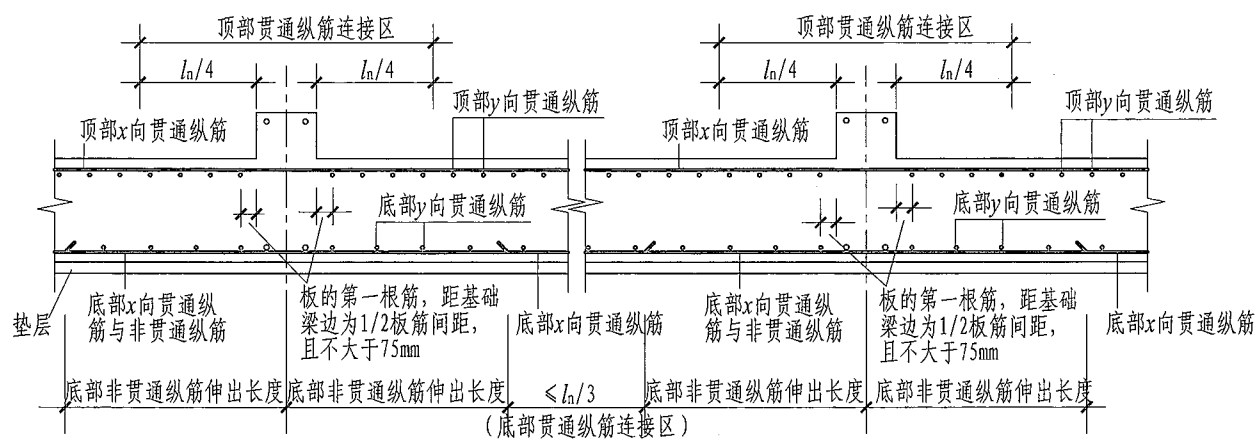 顶部贯通纵筋连接区
顶部贯通纵筋连接区
ln/4
ln/4
ln/4
ln/4
顶部x向贯通纵筋
顶部y向贯通纵筋
顶部x向贯通纵筋
顶部y向贯通纵筋
底部y向贯通纵筋
底部y向贯通纵筋
垫层
底部x向贯通纵
筋与非贯通纵筋
板的第一根筋，距基础
梁边为1/2板筋间距，
且不大于75mm
底部x向贯通纵筋
底部x向贯通纵
筋与非贯通纵筋
板的第一根筋，距基础
梁边为1/2板筋间距，
且不大于75mm
底部x向贯通纵筋
底部非贯通纵筋伸出长度
底部非贯通纵筋伸出长度
≤ln/3
底部非贯通纵筋伸出长度
底部非贯通纵筋伸出长度
（底部贯通纵筋连接区）